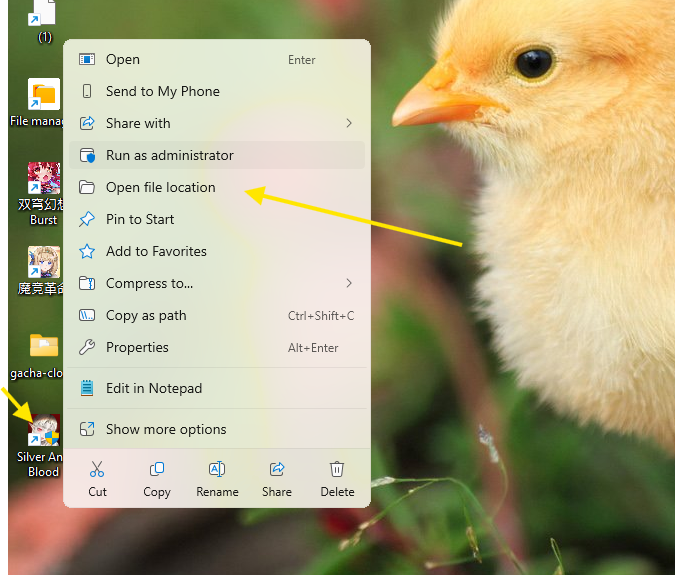 (1)
File mana
双穹幻想
Burst
魔竞革命
gacha-clo
Silver An
Blood
Open Enter
Send to My Phone
Share with
Run as administrator
Open file location
Pin to Start
Add to Favorites
Compress to...
Copy as path Ctrl+Shift+C
Properties Alt+Enter
Edit in Notepad
Show more options
Cut Copy Rename Share Delete